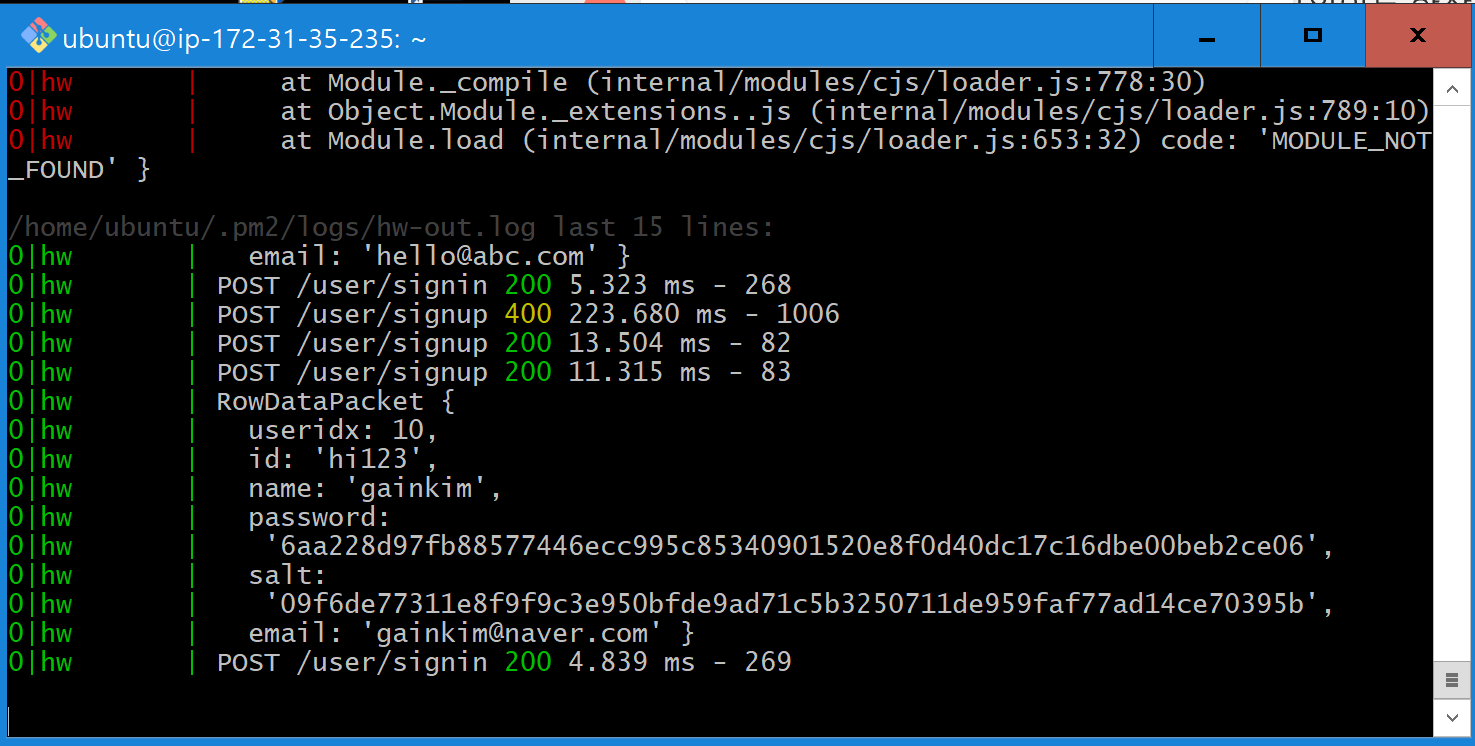 ubuntu@ip-172-31-35-235: ~
0|hw       |     at Module._compile (internal/modules/cjs/loader.js:778:30)
0|hw       |     at Object.Module._extensions..js (internal/modules/cjs/loader.js:789:10)
0|hw       |     at Module.load (internal/modules/cjs/loader.js:653:32) code: 'MODULE_NOT
_FOUND' }
/home/ubuntu/.pm2/logs/hw-out.log last 15 lines:
0|hw       |   email: 'hello@abc.com' }
0|hw       | POST /user/signin 200 5.323 ms - 268
0|hw       | POST /user/signup 400 223.680 ms - 1006
0|hw       | POST /user/signup 200 13.504 ms - 82
0|hw       | POST /user/signup 200 11.315 ms - 83
0|hw       | RowDataPacket {
0|hw       |   useridx: 10,
0|hw       |   id: 'hi123',
0|hw       |   name: 'gainkim',
0|hw       |   password:
0|hw       |    '6aa228d97fb88577446ecc995c85340901520e8f0d40dc17c16dbe00beb2ce06',
0|hw       |   salt:
0|hw       |    '09f6de77311e8f9f9c3e950bfde9ad71c5b3250711de959faf77ad14ce70395b',
0|hw       |   email: 'gainkim@naver.com' }
0|hw       | POST /user/signin 200 4.839 ms - 269